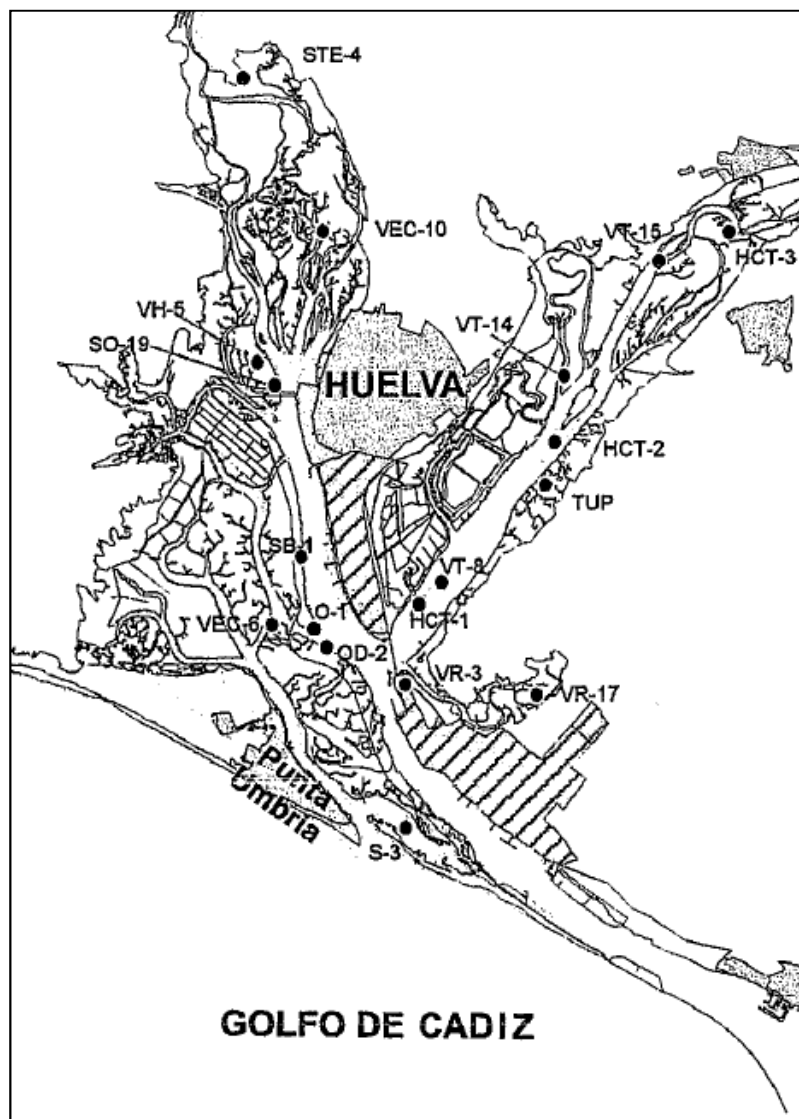 STE-4
VEC-10
VT-15
HCT-3
VH-5
SO-19
VT-14
HUELVA
HCT-2
TUP
SB-1
VT-8
O-1
HCT-1
VEC-6
OD-2
VR-3
VR-17
Punta
Umbría
S-3
GOLFO DE CADIZ